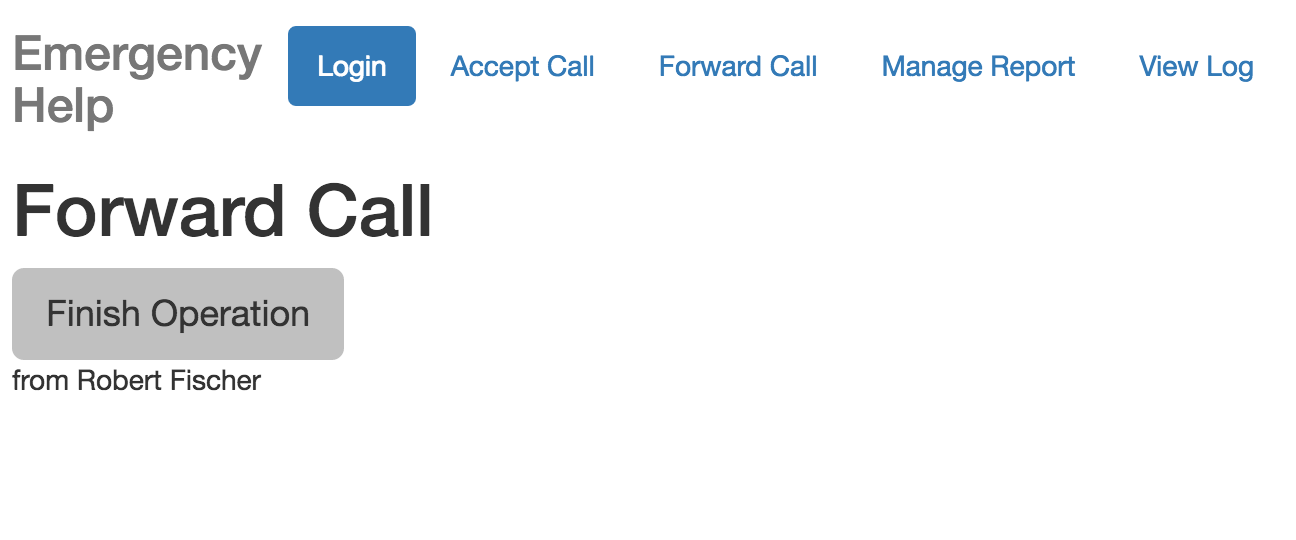 Emergency
Help
Login
Accept Call
Forward Call
Manage Report
View Log
Forward Call
Finish Operation
from Robert Fischer